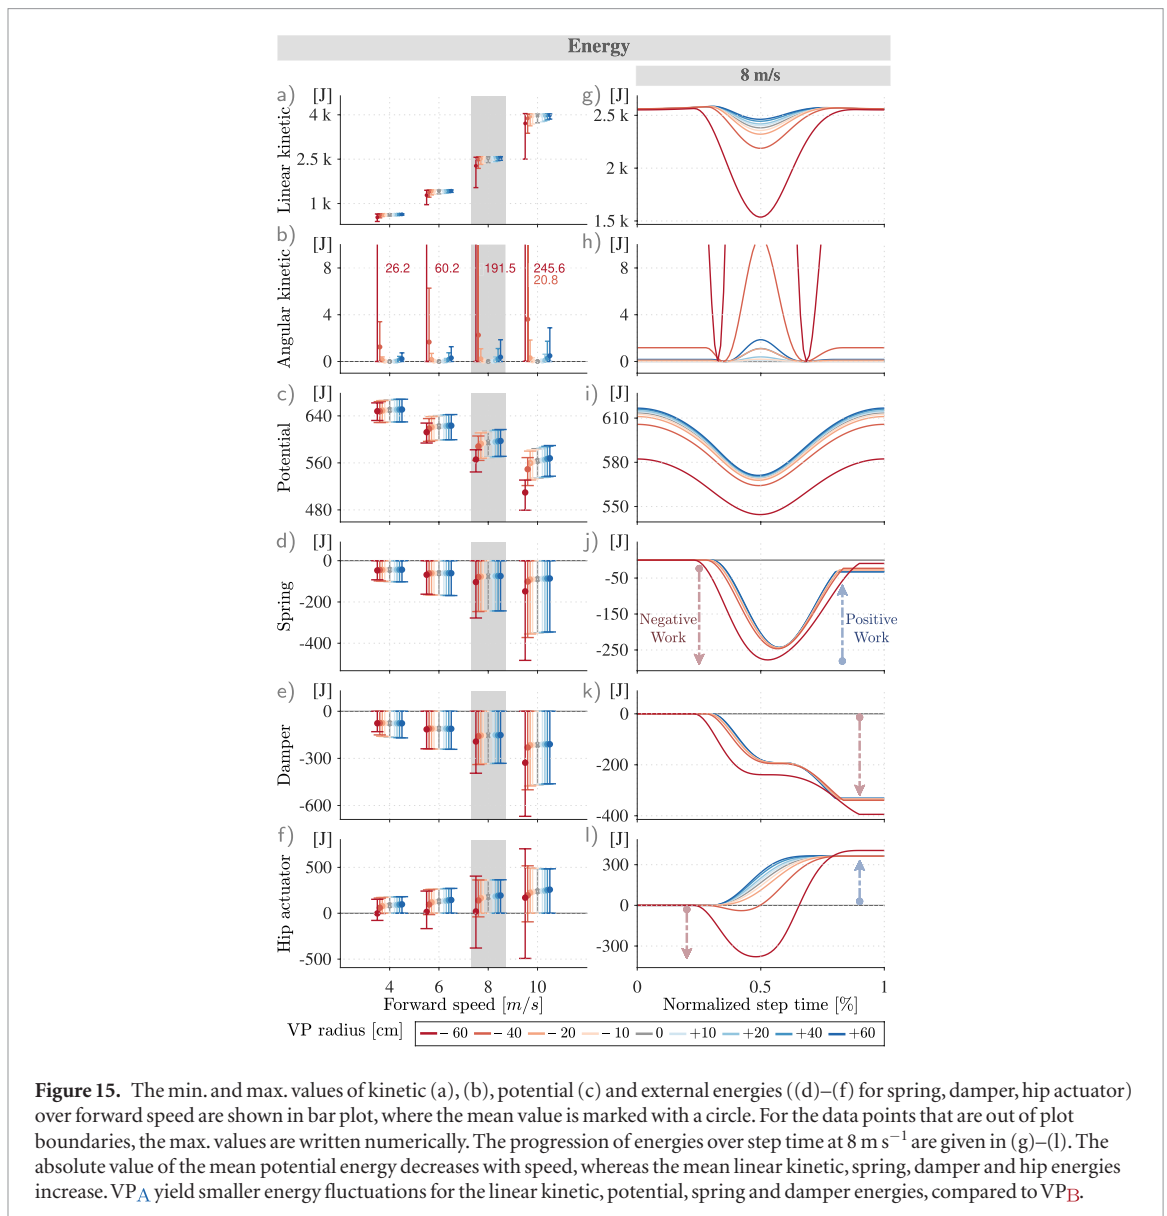 Energy
8 m/s
a) [J]
Linear kinetic
4 k
2.5 k
1 k
g) [J]
2.5 k
2 k
1.5 k
b) [J]
Angular kinetic
8
4
0
26.2
60.2
191.5
245.6
20.8
h) [J]
8
4
0
c) [J]
Potential
640
560
480
i) [J]
610
580
550
d) [J]
Spring
0
-200
-400
j) [J]
0
-50
-150
-250
Negative
Work
Positive
Work
e) [J]
Damper
0
-300
-600
k) [J]
0
-200
-400
f) [J]
Hip actuator
500
0
-500
l) [J]
300
0
-300
4 6 8 10
Forward speed [m/s]
0 0.5 1
Normalized step time [%]
VP radius [cm] −60 −40 −20 −10 0 +10 +20 +40 +60
Figure 15. The min. and max. values of kinetic (a), (b), potential (c) and external energies ((d)–(f) for spring, damper, hip actuator)
over forward speed are shown in bar plot, where the mean value is marked with a circle. For the data points that are out of plot
boundaries, the max. values are written numerically. The progression of energies over step time at 8 m s⁻¹ are given in (g)–(l). The
absolute value of the mean potential energy decreases with speed, whereas the mean linear kinetic, spring, damper and hip energies
increase. VP_A yield smaller energy fluctuations for the linear kinetic, potential, spring and damper energies, compared to VP_B.